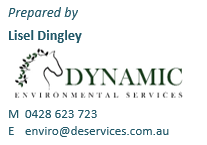 Prepared by
Lisel Dingley
DYNAMIC
ENVIRONMENTAL SERVICES
M 0428 623 723
E enviro@deservices.com.au